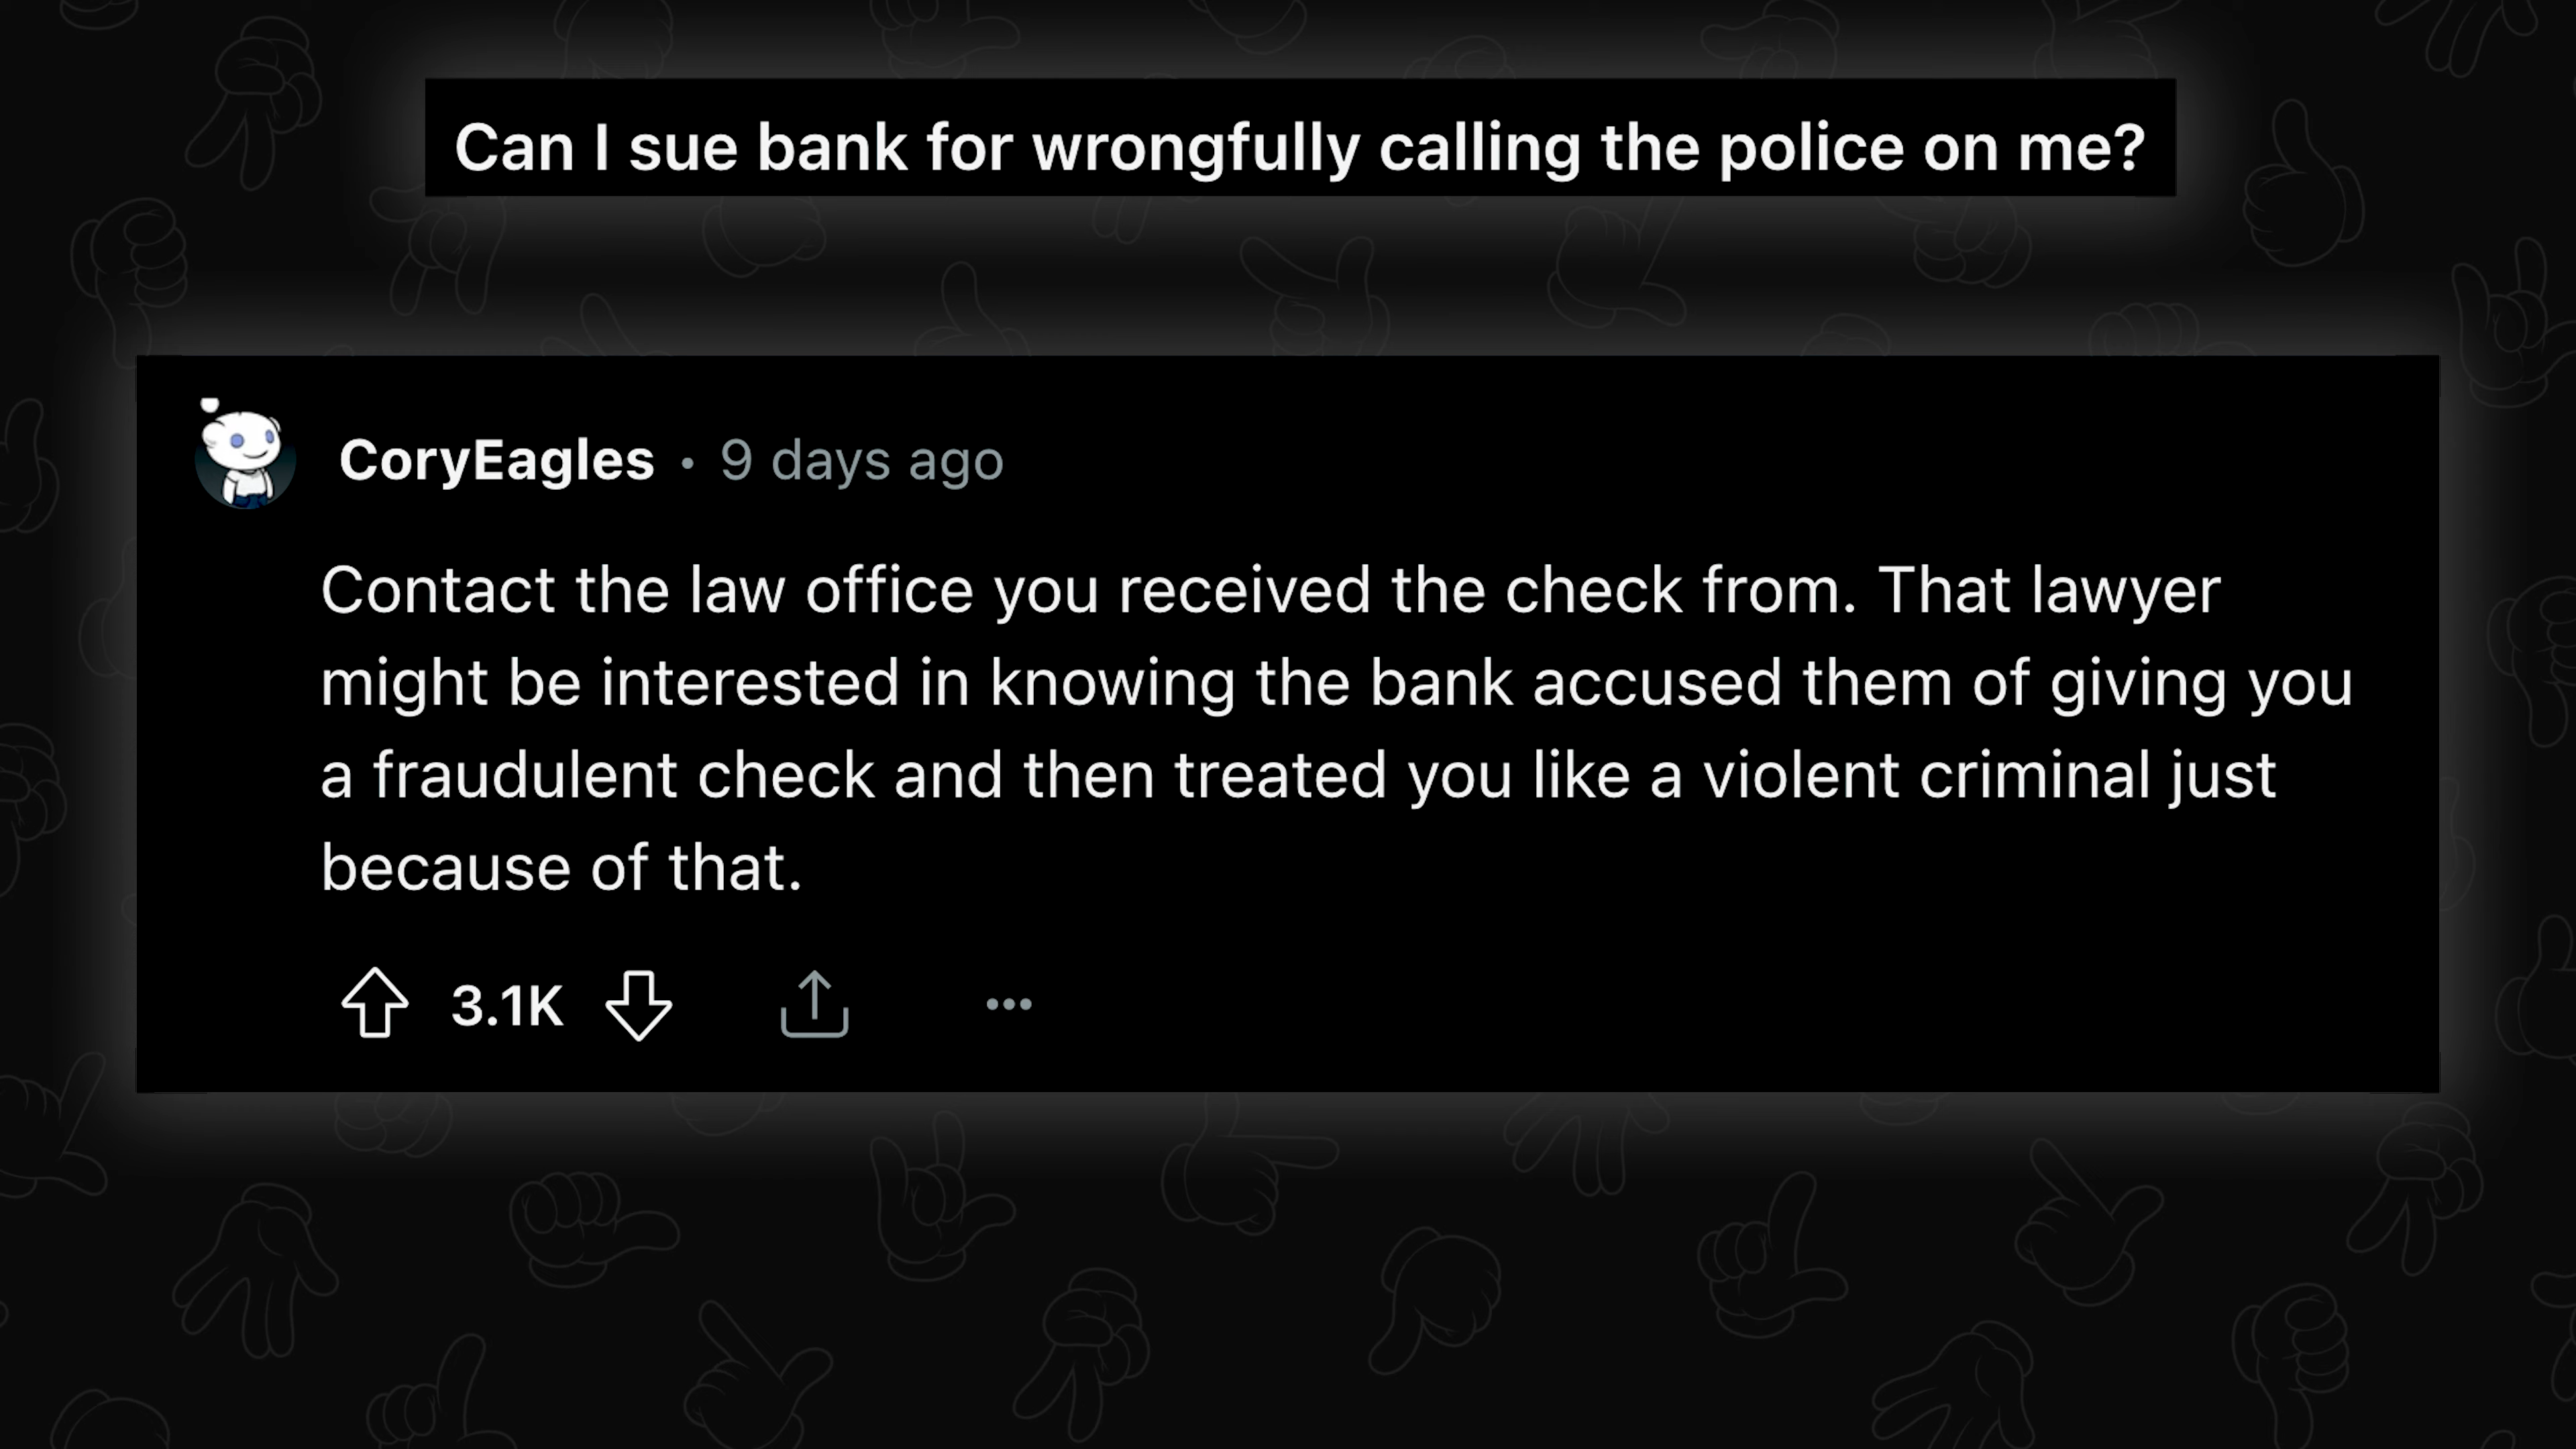 Can I sue bank for wrongfully calling the police on me?
CoryEagles • 9 days ago
Contact the law office you received the check from. That lawyer
might be interested in knowing the bank accused them of giving you
a fraudulent check and then treated you like a violent criminal just
because of that.
3.1K